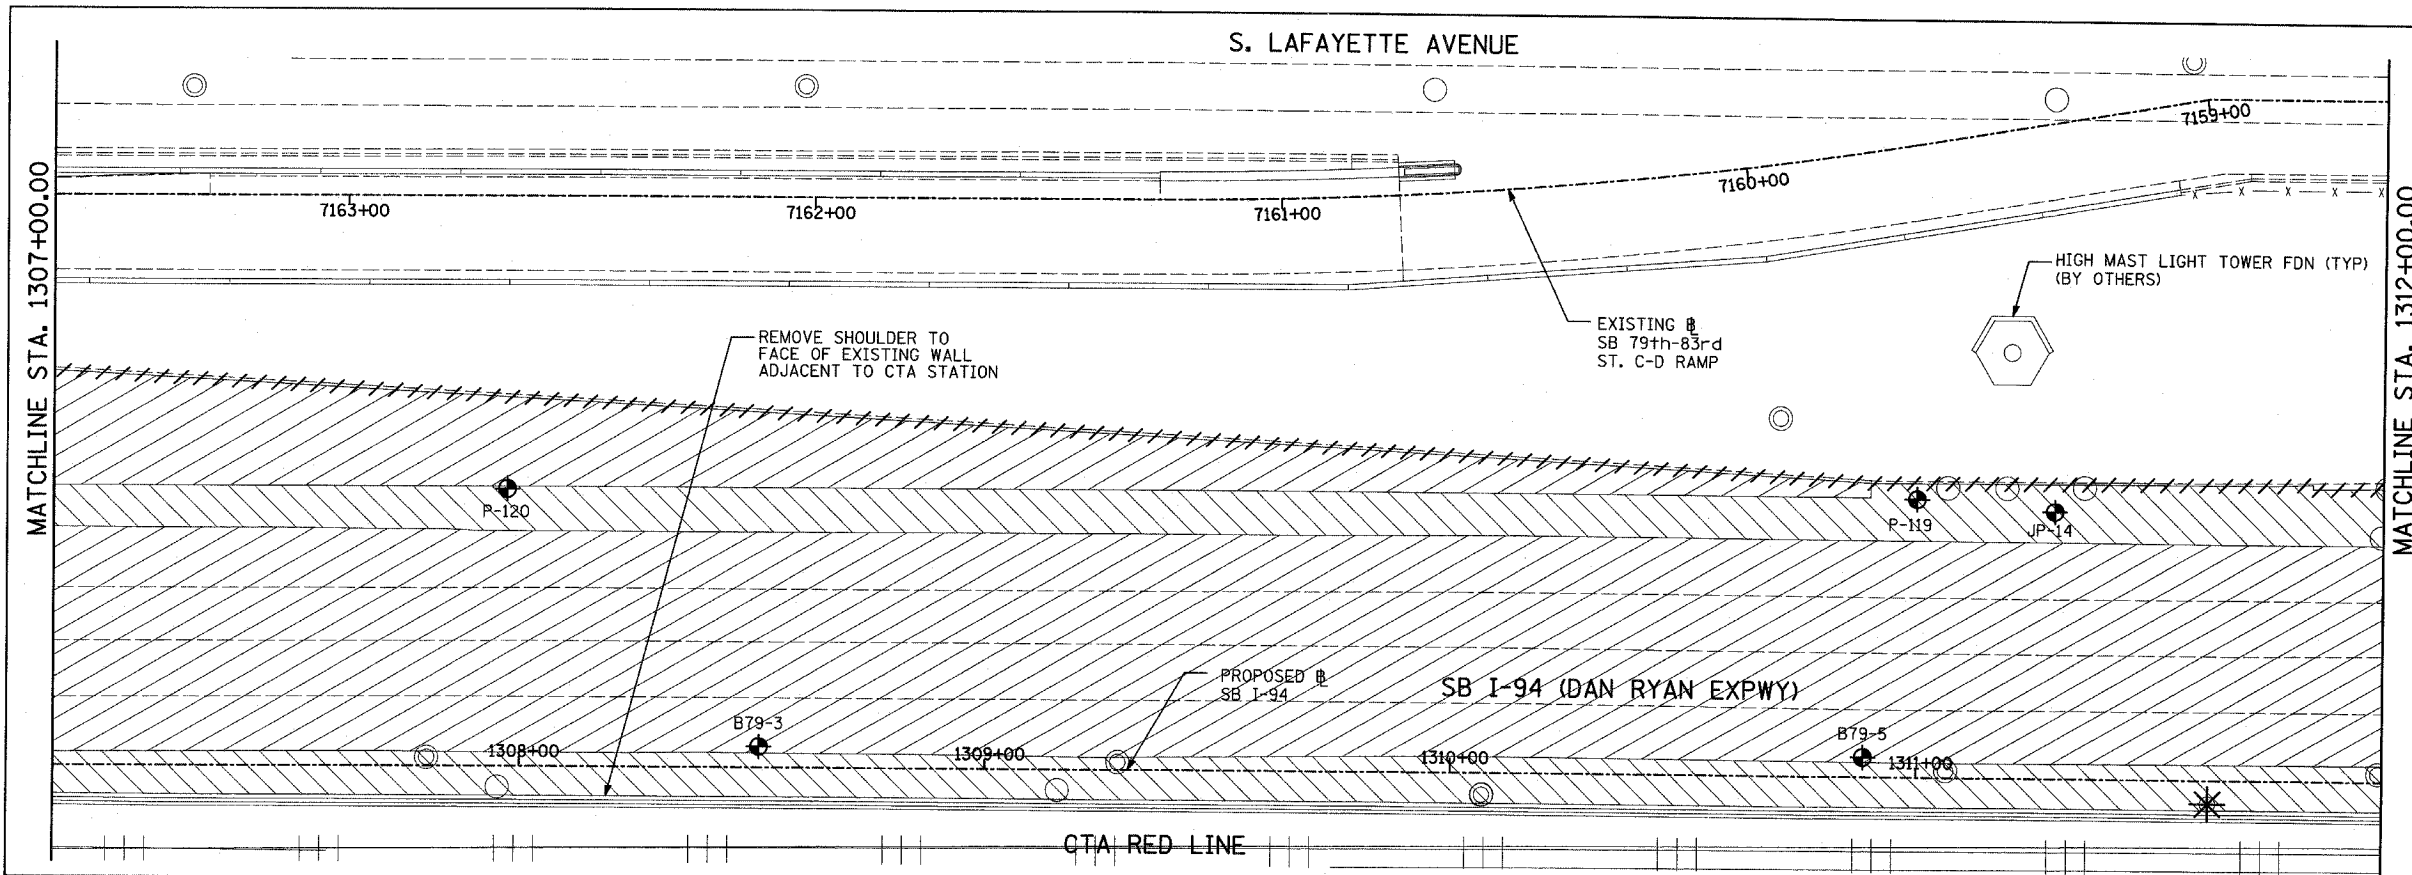 S. LAFAYETTE AVENUE
MATCHLINE STA. 1307+00.00
MATCHLINE STA. 1312+00.00
7159+00
7160+00
7163+00
7162+00
7161+00
HIGH MAST LIGHT TOWER FDN (TYP)
(BY OTHERS)
EXISTING ℄
SB 79th-83rd
ST. C-D RAMP
REMOVE SHOULDER TO
FACE OF EXISTING WALL
ADJACENT TO CTA STATION
P-120
P-119
JP-14
PROPOSED ℄
SB I-94
SB I-94 (DAN RYAN EXPWY)
B79-3
B79-5
1308+00
1309+00
1310+00
1311+00
CTA RED LINE
X X X X X